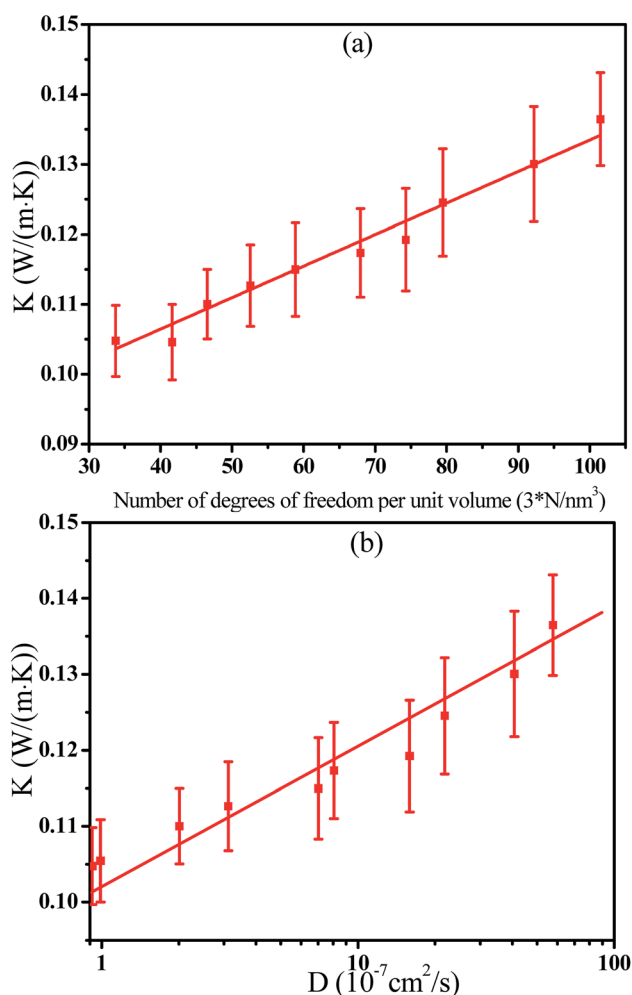 (a)
K (W/(m·K))
0.15
0.14
0.13
0.12
0.11
0.10
0.09
30 40 50 60 70 80 90 100
Number of degrees of freedom per unit volume (3*N/nm³)
(b)
K (W/(m·K))
0.15
0.14
0.13
0.12
0.11
0.10
1 10 100
D (10⁻⁷cm²/s)